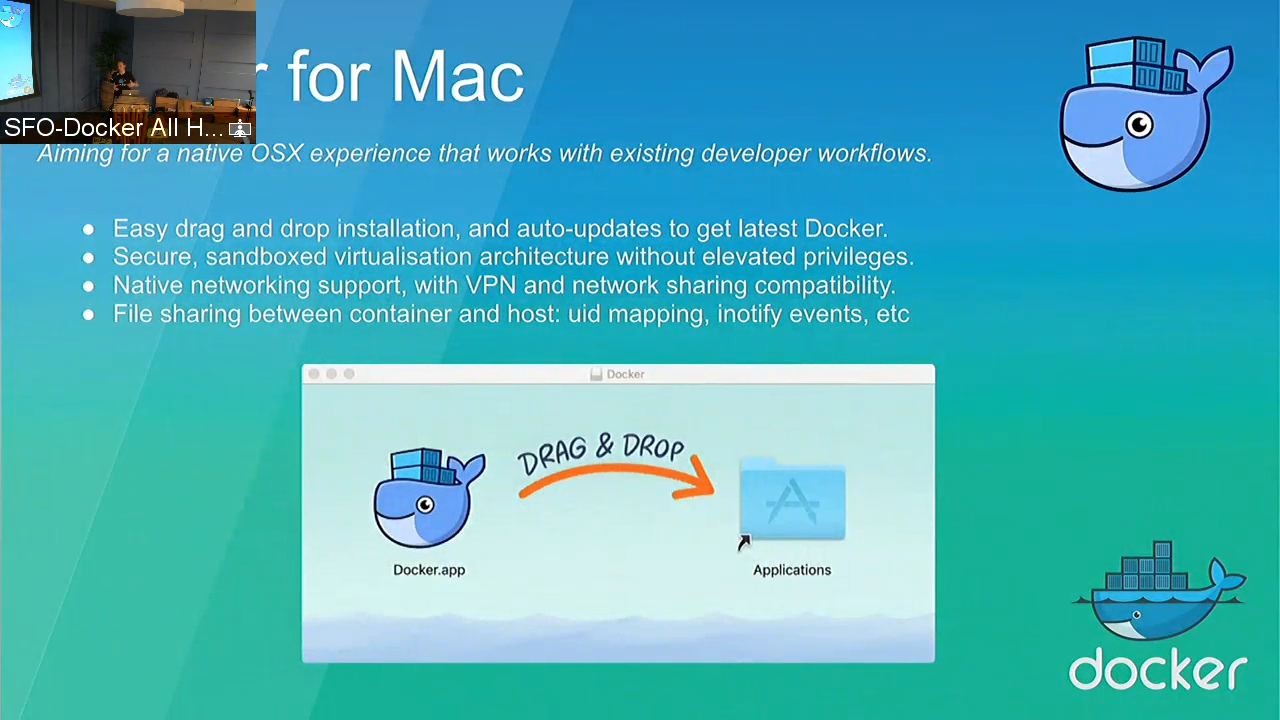 r for Mac
SFO-Docker All H...
Aiming for a native OSX experience that works with existing developer workflows.
● Easy drag and drop installation, and auto-updates to get latest Docker.
● Secure, sandboxed virtualisation architecture without elevated privileges.
● Native networking support, with VPN and network sharing compatibility.
● File sharing between container and host: uid mapping, inotify events, etc
Docker
DRAG & DROP
Docker.app
Applications
docker